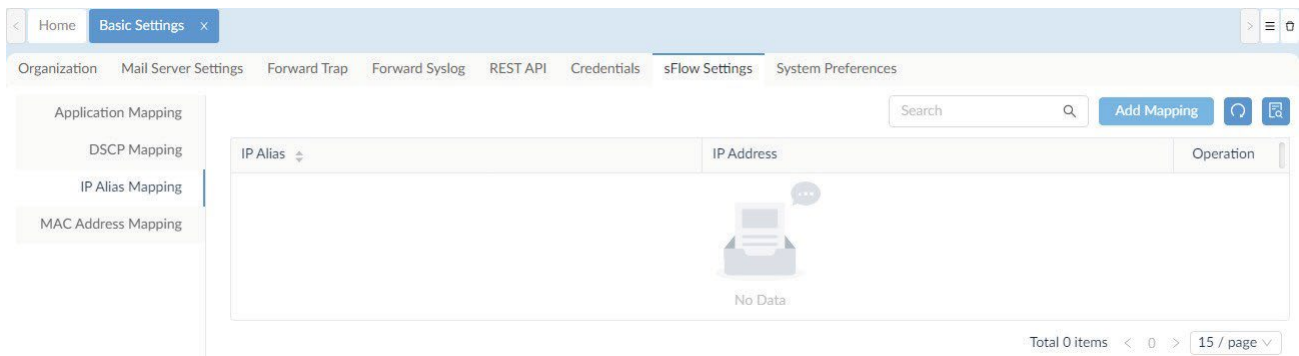 Home Basic Settings ×
Organization Mail Server Settings Forward Trap Forward Syslog REST API Credentials sFlow Settings System Preferences
Application Mapping
DSCP Mapping
IP Alias Mapping
MAC Address Mapping
Search Add Mapping
IP Alias IP Address Operation
No Data
Total 0 items < 0 > 15 / page